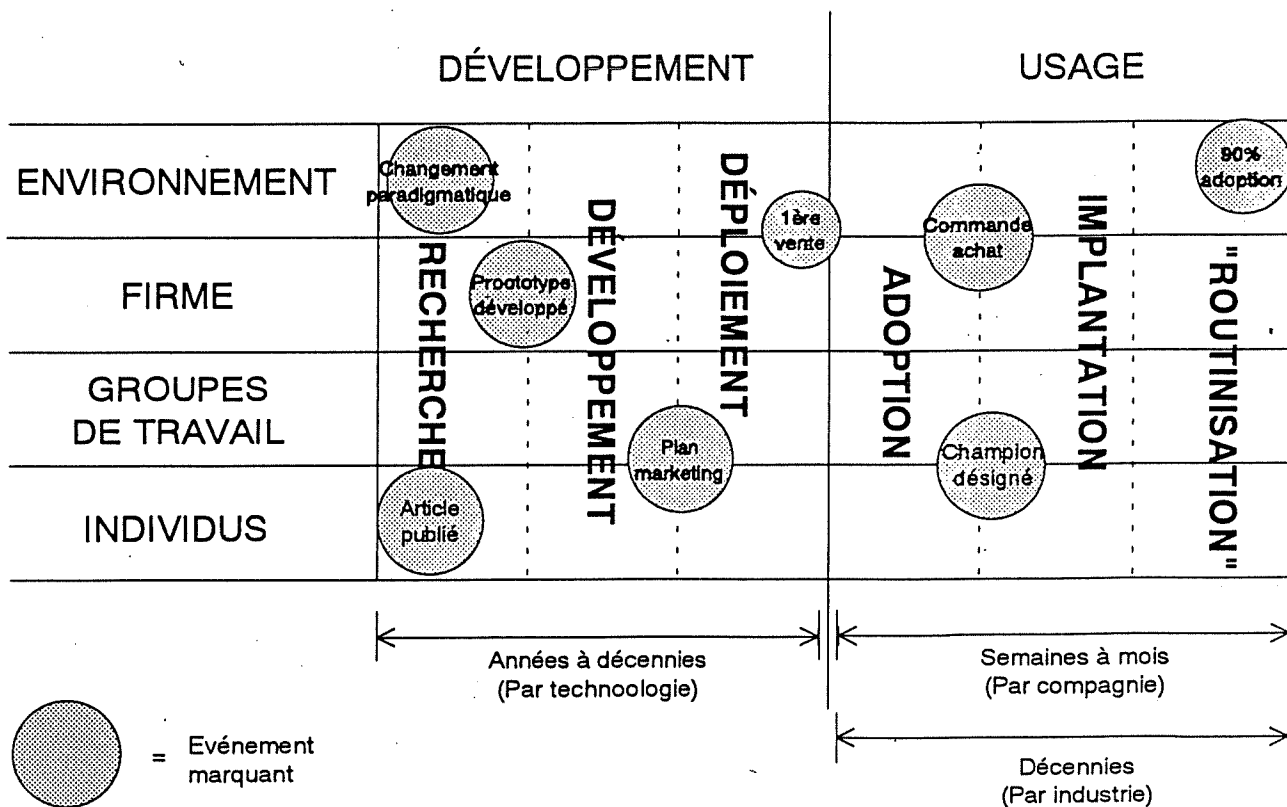 DÉVELOPPEMENT
USAGE
ENVIRONNEMENT
FIRME
GROUPES
DE TRAVAIL
INDIVIDUS
Changement
paradigmatique
RECHERCHE
Article
publié
Prootype
développé
DÉVELOPPEMENT
Plan
marketing
DÉPLOIEMENT
1ère
vente
ADOPTION
Commande
achat
Champion
désigné
IMPLANTATION
90%
adoption
"ROUTINISATION"
Années à décennies
(Par technoologie)
Semaines à mois
(Par compagnie)
Décennies
(Par industrie)
= Evénement
marquant